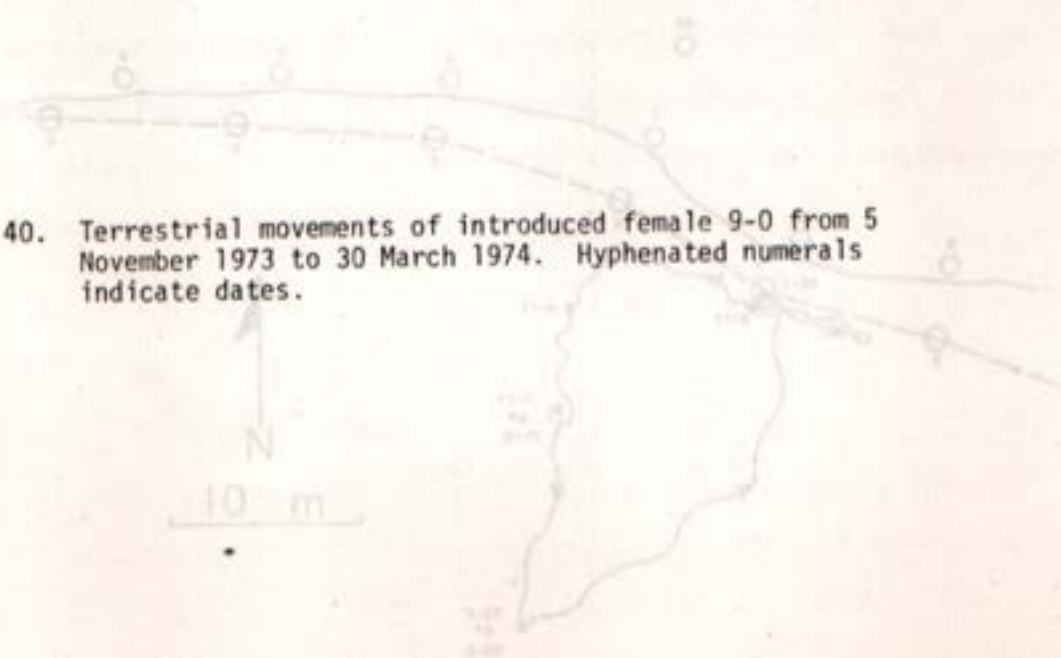 40. Terrestrial movements of introduced female 9-0 from 5
November 1973 to 30 March 1974. Hyphenated numerals
indicate dates.
N
10 m